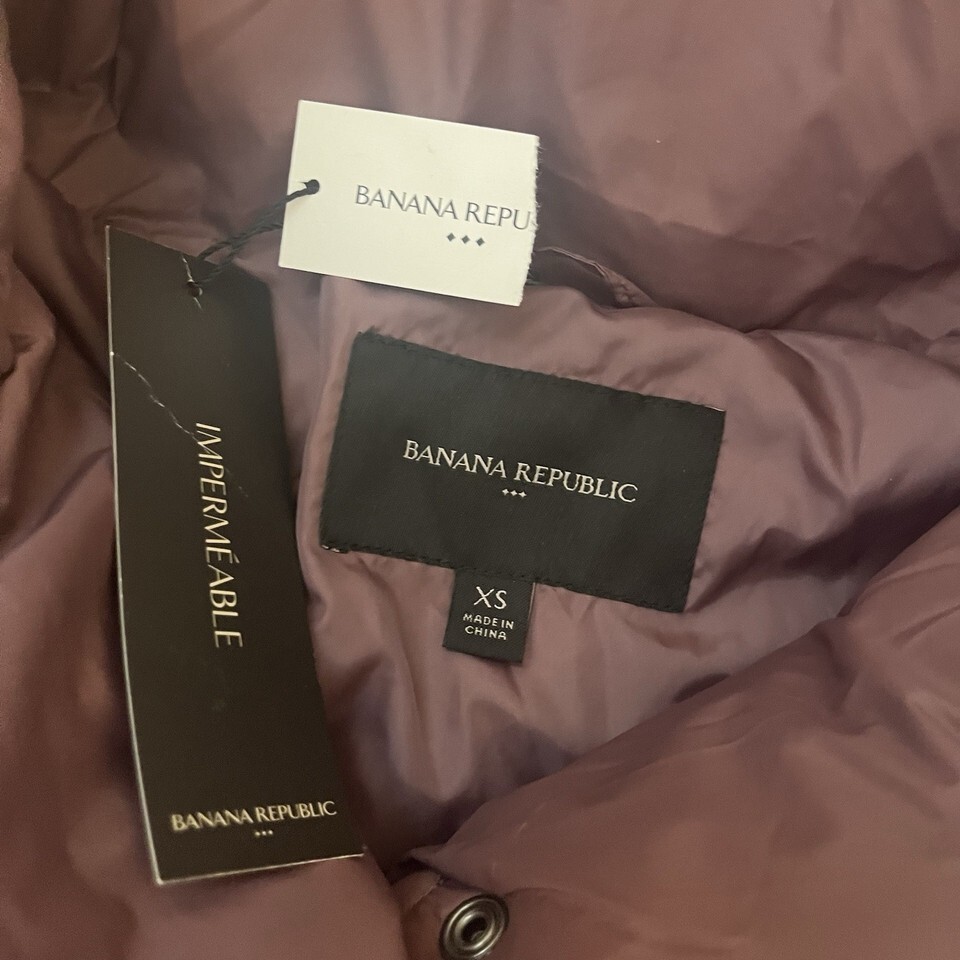 BANANA REPU
BANANA REPUBLIC
XS
MADE IN
CHINA
IMPERMÉABLE
BANANA REPUBLIC